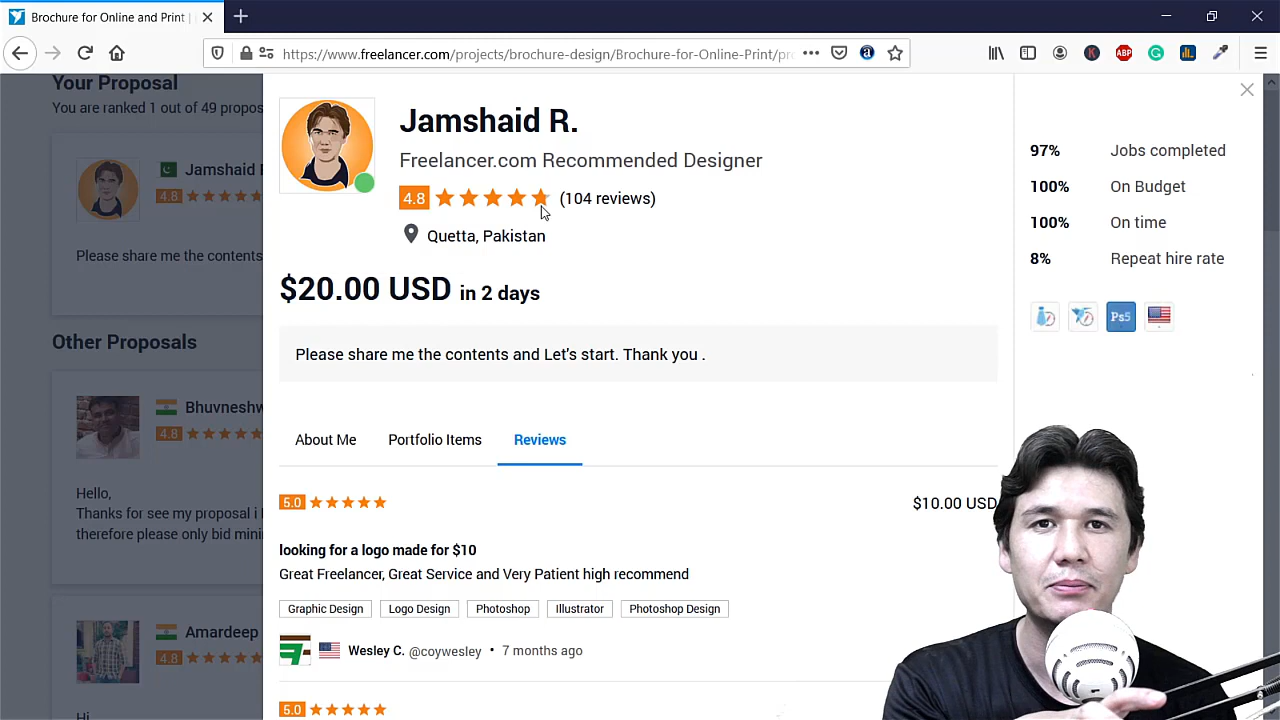 Brochure for Online and Print |
https://www.freelancer.com/projects/brochure-design/Brochure-for-Online-Print/pro
ABP
Your Proposal
You are ranked 1 out of 49 propos
Jamshaid R
4.8
Please share me the contents
Other Proposals
Bhuvneshw
4.8
Hello,
Thanks for see my proposal i
therefore please only bid mini
Amardeep
4.8
Hi
Jamshaid R.
Freelancer.com Recommended Designer
4.8 (104 reviews)
Quetta, Pakistan
$20.00 USD in 2 days
Please share me the contents and Let's start. Thank you .
About Me Portfolio Items Reviews
5.0 $10.00 USD
looking for a logo made for $10
Great Freelancer, Great Service and Very Patient high recommend
Graphic Design Logo Design Photoshop Illustrator Photoshop Design
Wesley C. @coywesley • 7 months ago
5.0
97% Jobs completed
100% On Budget
100% On time
8% Repeat hire rate
Ps5